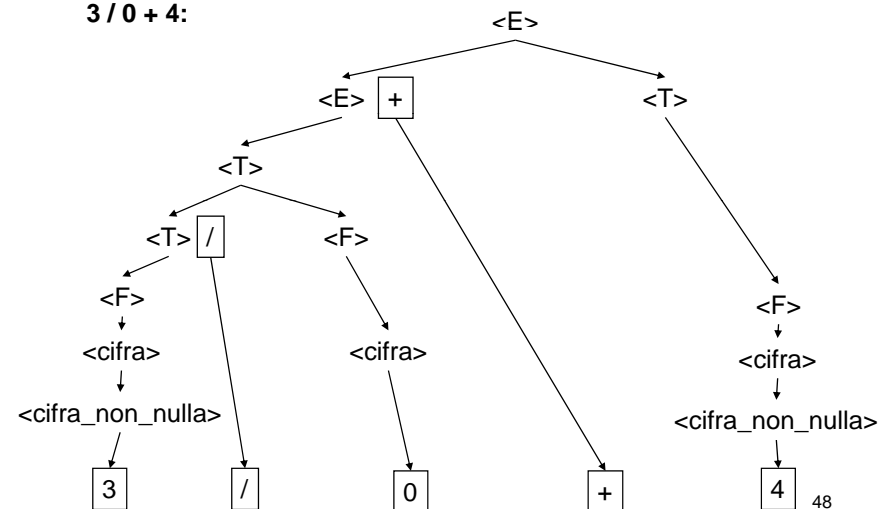 3 / 0 + 4:
<E>
<E> + <T>
<T>
<T> / <F>
<F> <F>
<cifra> <cifra> <cifra>
<cifra_non_nulla> <cifra_non_nulla>
3 / 0 + 4
48